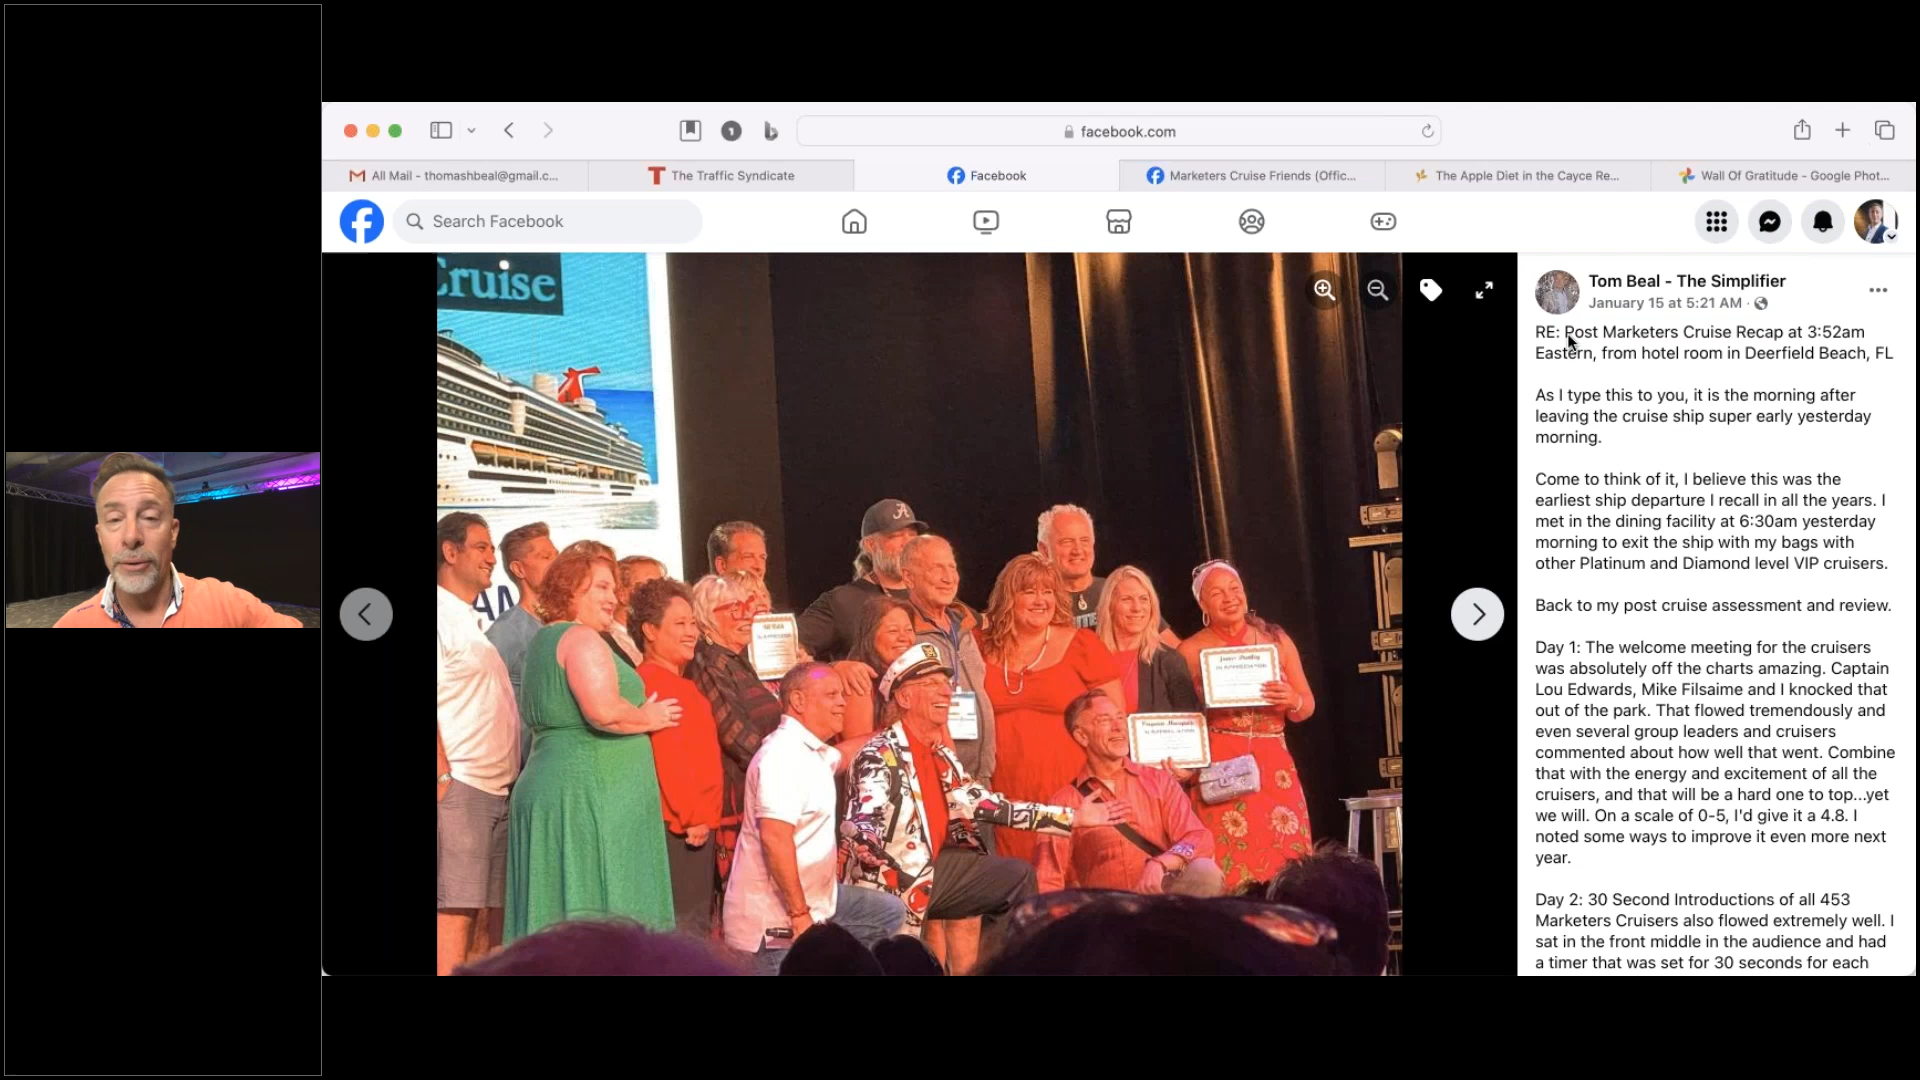 facebook.com
All Mail - thomashbeal@gmail.c...
The Traffic Syndicate
Facebook
Marketers Cruise Friends (Offic...
The Apple Diet in the Cayce Re...
Wall Of Gratitude - Google Phot...
Search Facebook
Cruise
Tom Beal - The Simplifier
January 15 at 5:21 AM ·
RE: Post Marketers Cruise Recap at 3:52am
Eastern, from hotel room in Deerfield Beach, FL
As I type this to you, it is the morning after
leaving the cruise ship super early yesterday
morning.
Come to think of it, I believe this was the
earliest ship departure I recall in all the years. I
met in the dining facility at 6:30am yesterday
morning to exit the ship with my bags with
other Platinum and Diamond level VIP cruisers.
Back to my post cruise assessment and review.
Day 1: The welcome meeting for the cruisers
was absolutely off the charts amazing. Captain
Lou Edwards, Mike Filsaime and I knocked that
out of the park. That flowed tremendously and
even several group leaders and cruisers
commented about how well that went. Combine
that with the energy and excitement of all the
cruisers, and that will be a hard one to top...yet
we will. On a scale of 0-5, I'd give it a 4.8. I
noted some ways to improve it even more next
year.
Day 2: 30 Second Introductions of all 453
Marketers Cruisers also flowed extremely well. I
sat in the front middle in the audience and had
a timer that was set for 30 seconds for each